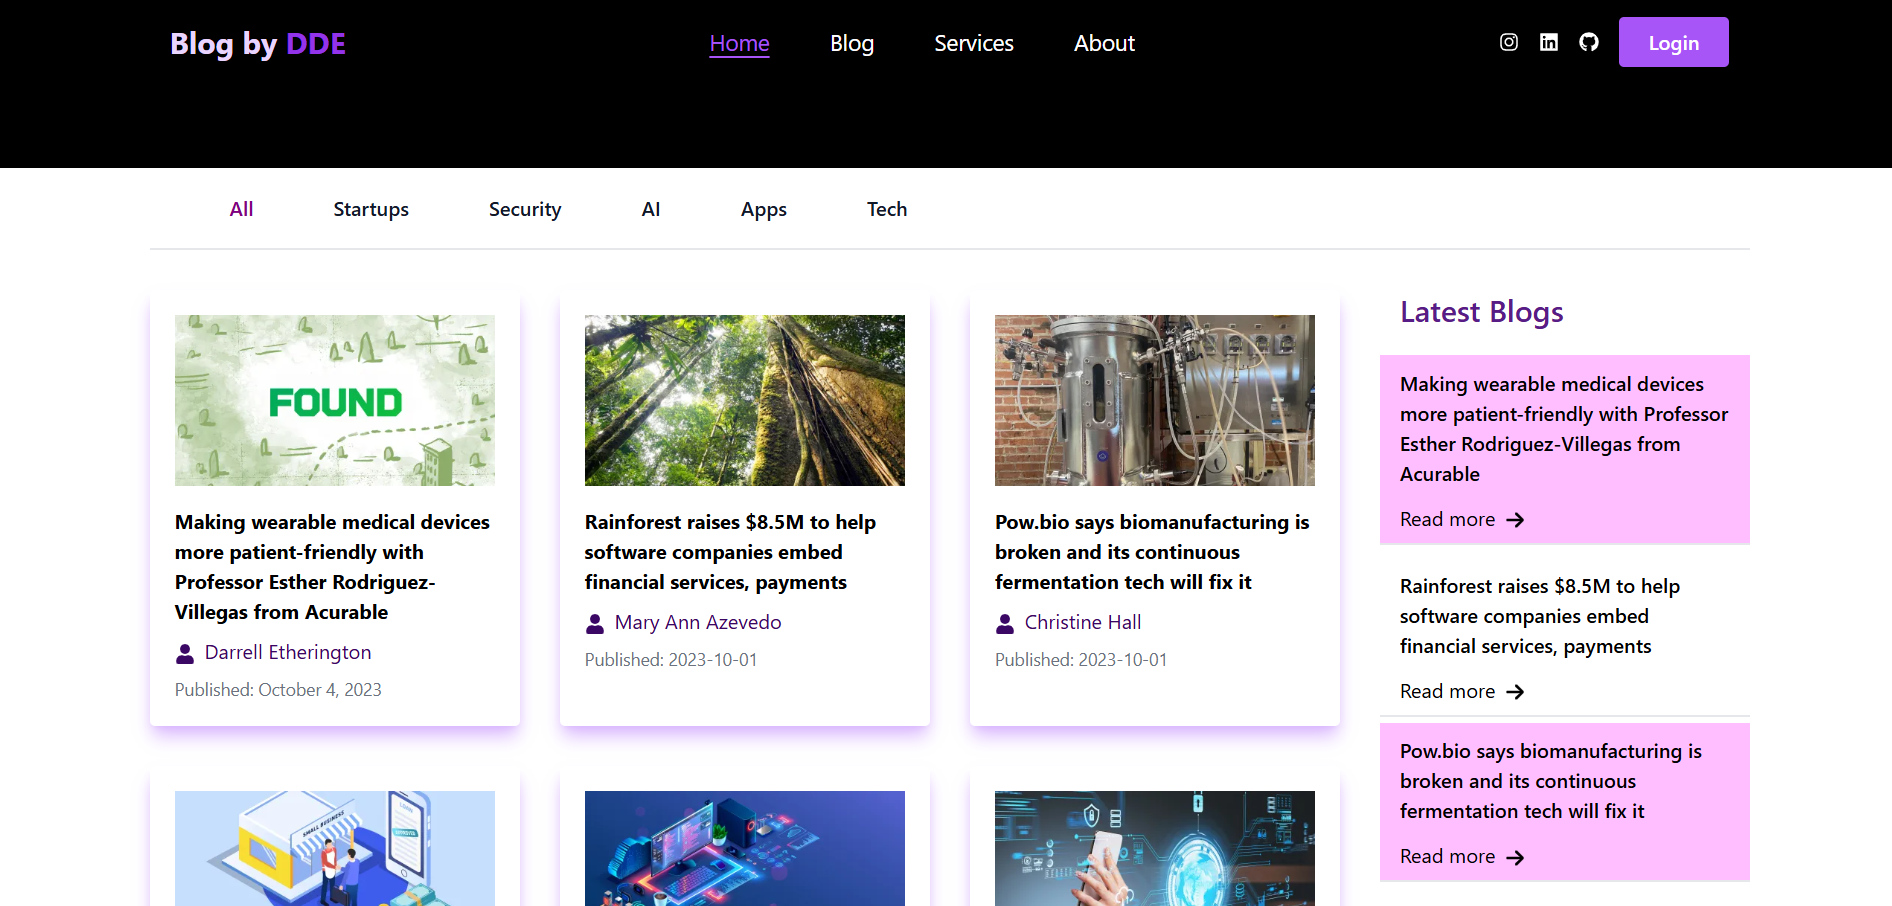 Blog by DDE
Home
Blog
Services
About
Login
All
Startups
Security
AI
Apps
Tech
FOUND
Making wearable medical devices
more patient-friendly with
Professor Esther Rodriguez-
Villegas from Acurable
Darrell Etherington
Published: October 4, 2023
Rainforest raises $8.5M to help
software companies embed
financial services, payments
Mary Ann Azevedo
Published: 2023-10-01
Pow.bio says biomanufacturing is
broken and its continuous
fermentation tech will fix it
Christine Hall
Published: 2023-10-01
SMALL BUSINESS
LOAN
APPROVED
Latest Blogs
Making wearable medical devices
more patient-friendly with Professor
Esther Rodriguez-Villegas from
Acurable
Read more
Rainforest raises $8.5M to help
software companies embed
financial services, payments
Read more
Pow.bio says biomanufacturing is
broken and its continuous
fermentation tech will fix it
Read more